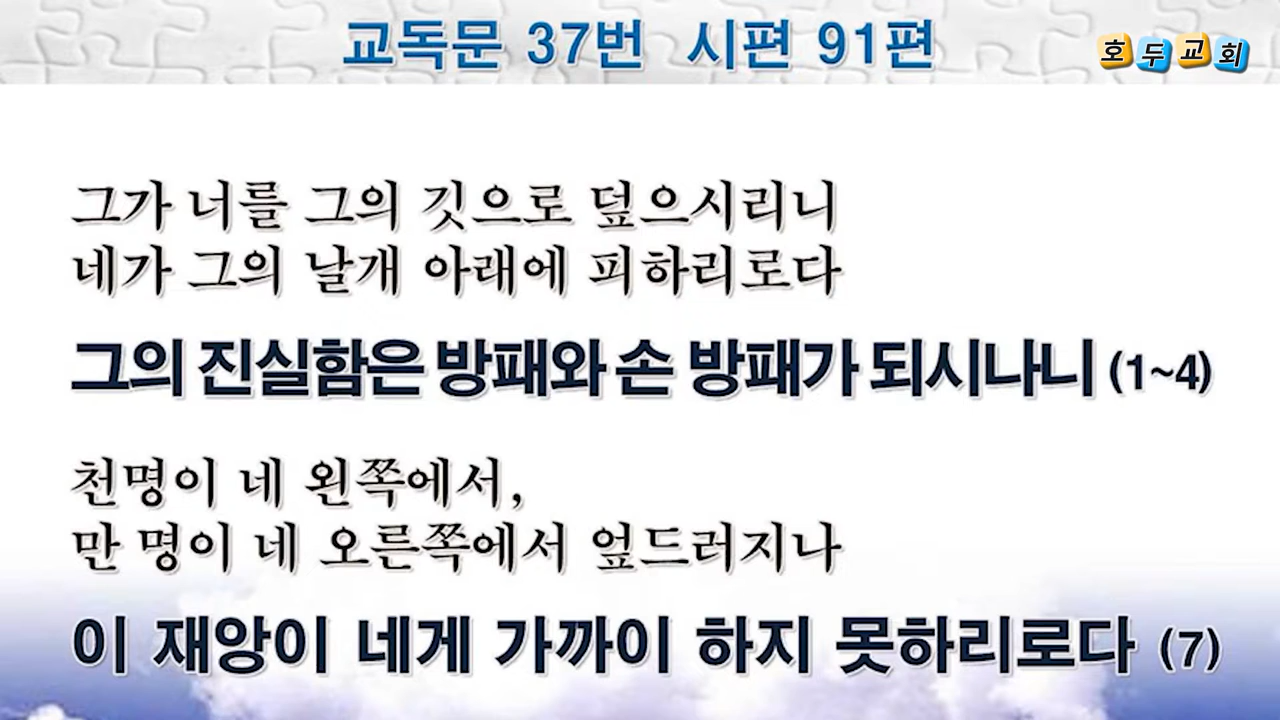 교독문 37번 시편 91편
호두교회
그가 너를 그의 깃으로 덮으시리니
네가 그의 날개 아래에 피하리로다
그의 진실함은 방패와 손 방패가 되시나니 (1~4)
천명이 네 왼쪽에서,
만 명이 네 오른쪽에서 엎드러지나
이 재앙이 네게 가까이 하지 못하리로다 (7)